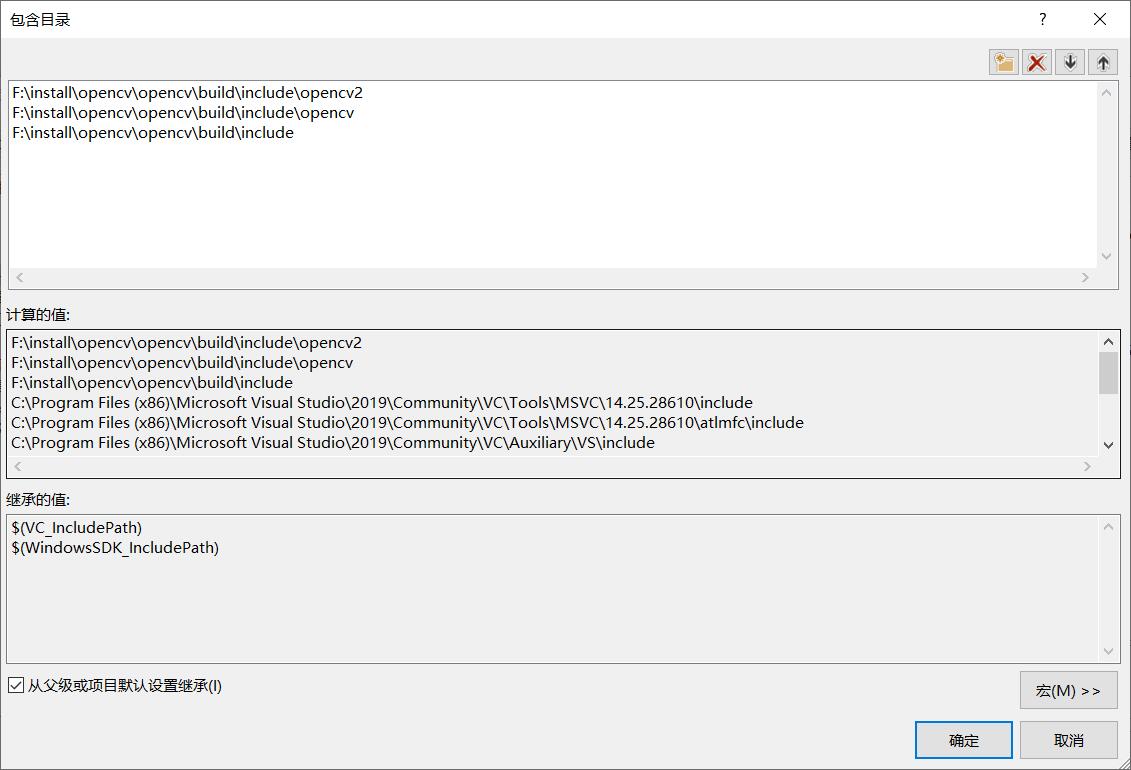 包含目录
?
F:\install\opencv\opencv\build\include\opencv2
F:\install\opencv\opencv\build\include\opencv
F:\install\opencv\opencv\build\include
计算的值:
F:\install\opencv\opencv\build\include\opencv2
F:\install\opencv\opencv\build\include\opencv
F:\install\opencv\opencv\build\include
C:\Program Files (x86)\Microsoft Visual Studio\2019\Community\VC\Tools\MSVC\14.25.28610\include
C:\Program Files (x86)\Microsoft Visual Studio\2019\Community\VC\Tools\MSVC\14.25.28610\atlmfc\include
C:\Program Files (x86)\Microsoft Visual Studio\2019\Community\VC\Auxiliary\VS\include
继承的值:
$(VC_IncludePath)
$(WindowsSDK_IncludePath)
从父级或项目默认设置继承(I)
宏(M) >>
确定
取消